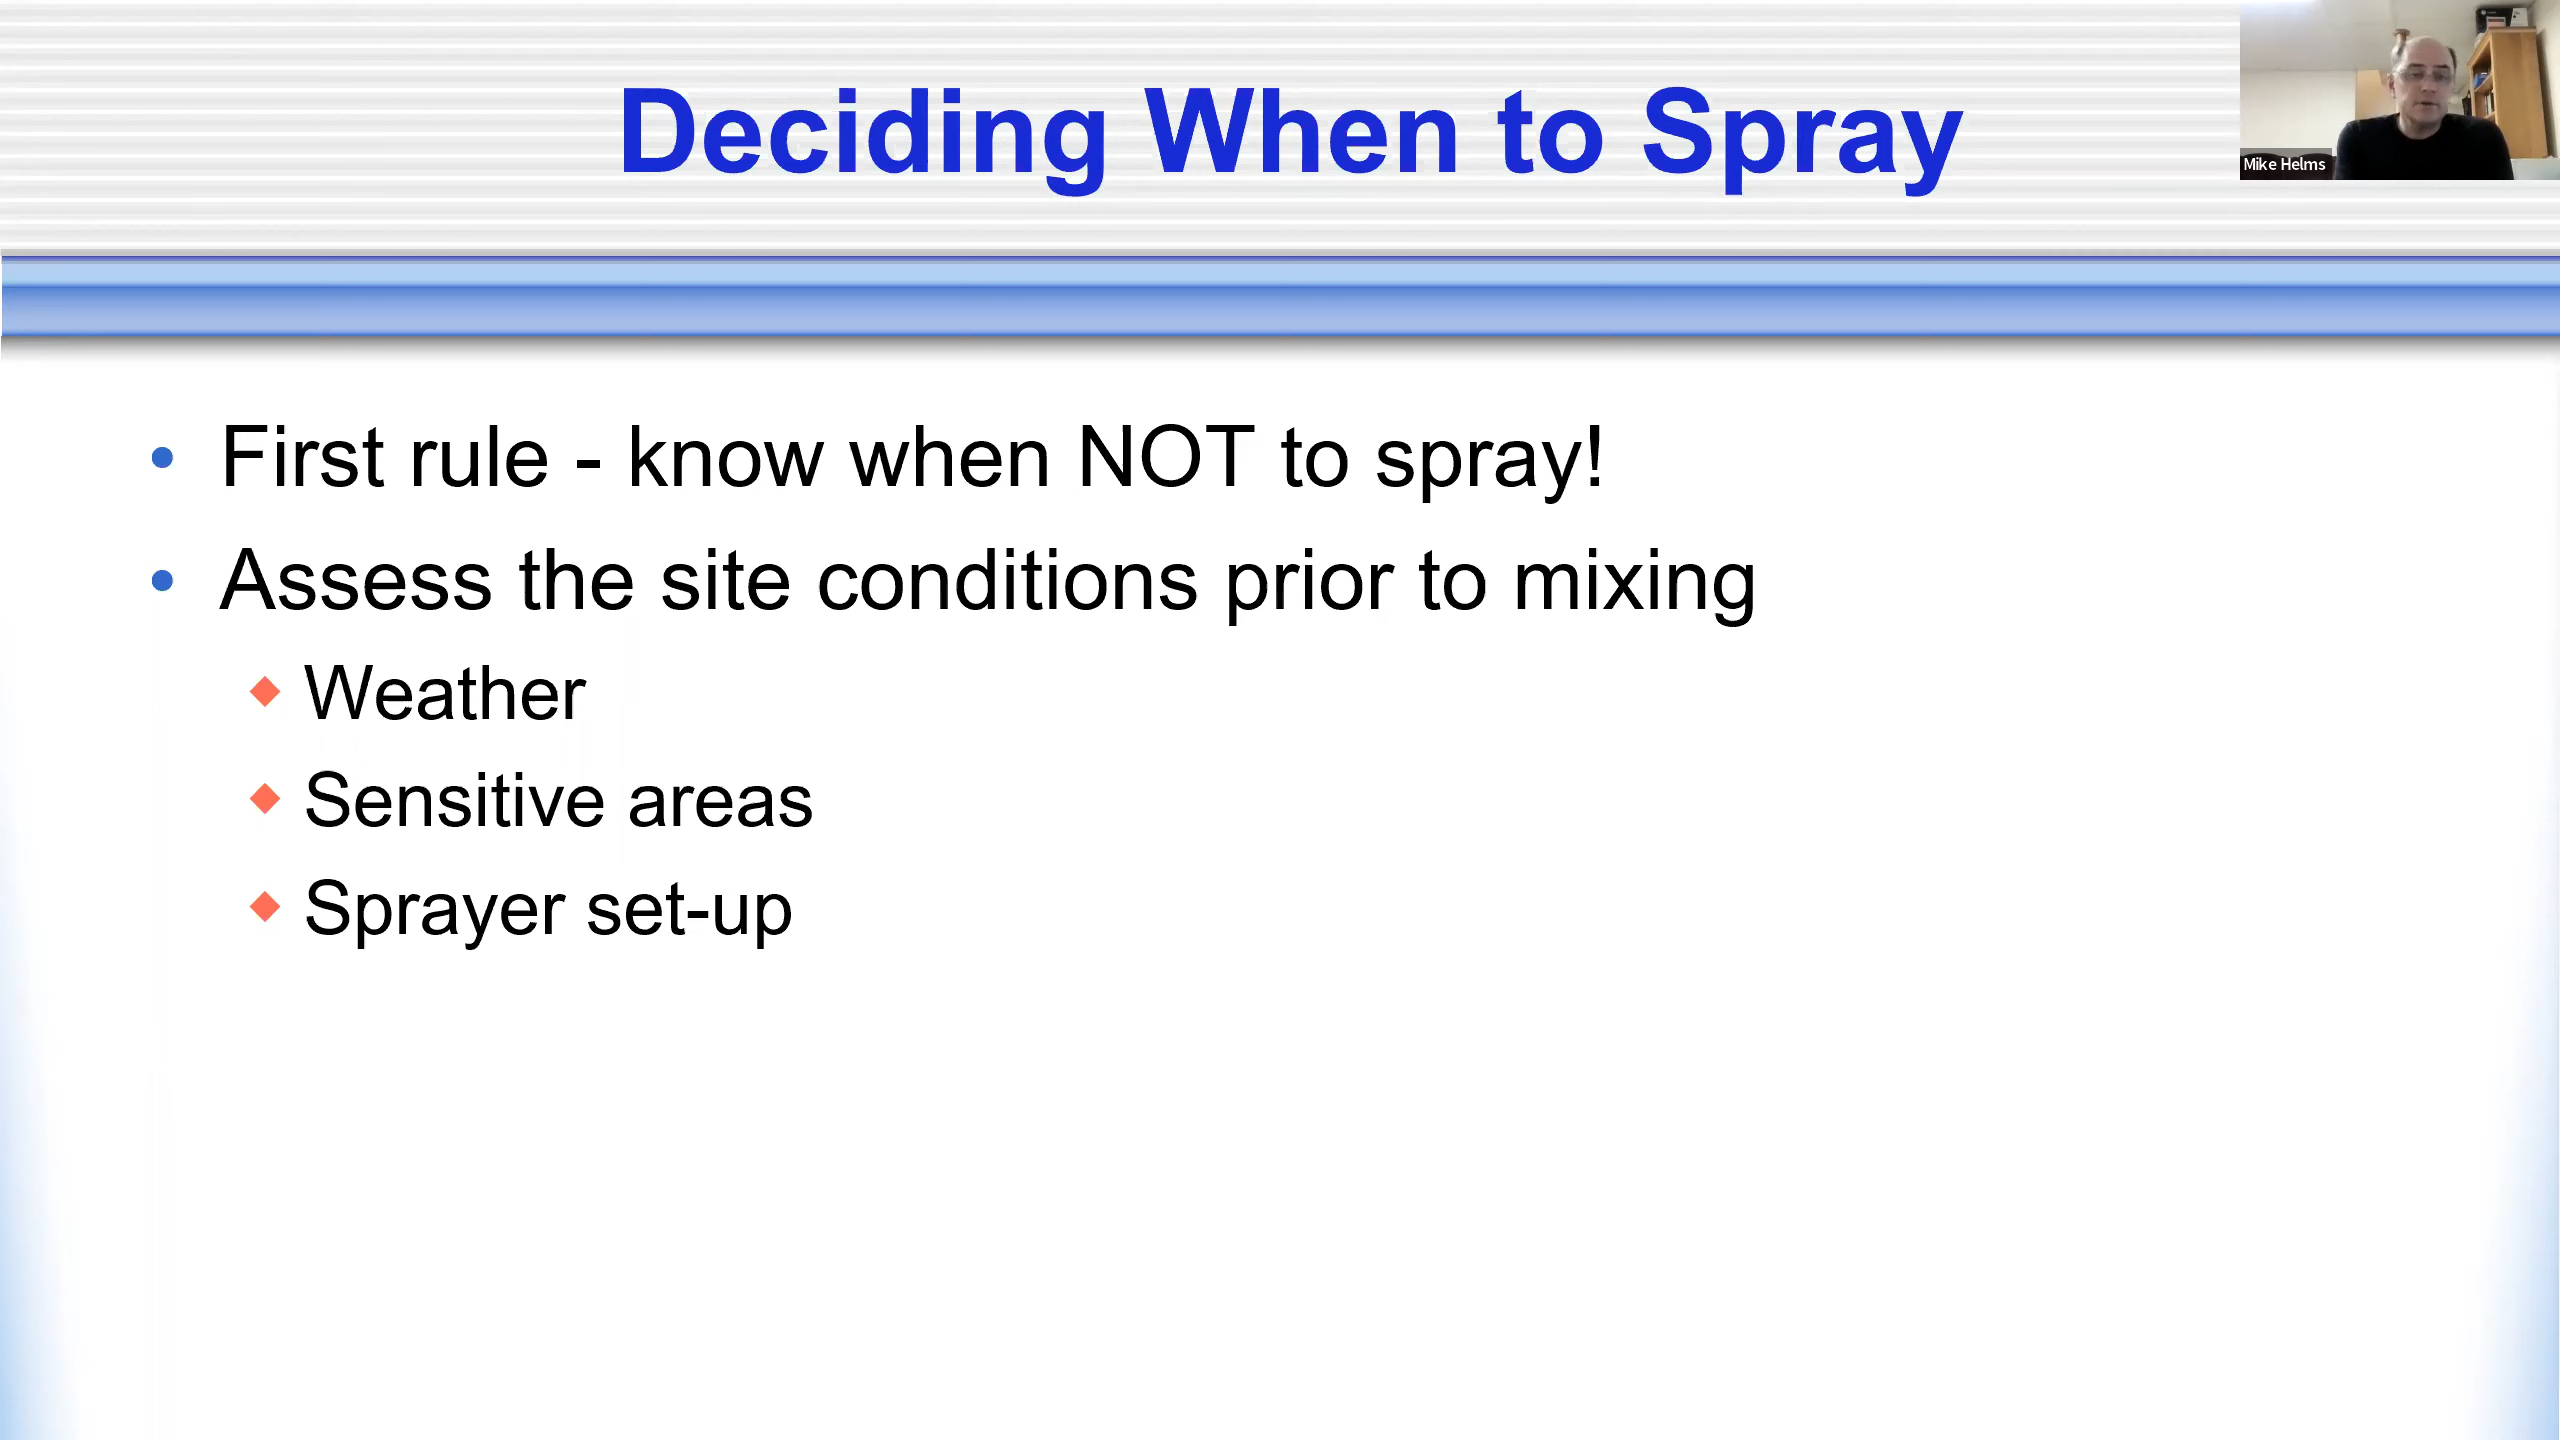 Deciding When to Spray
Mike Helms
First rule - know when NOT to spray!
Assess the site conditions prior to mixing
Weather
Sensitive areas
Sprayer set-up